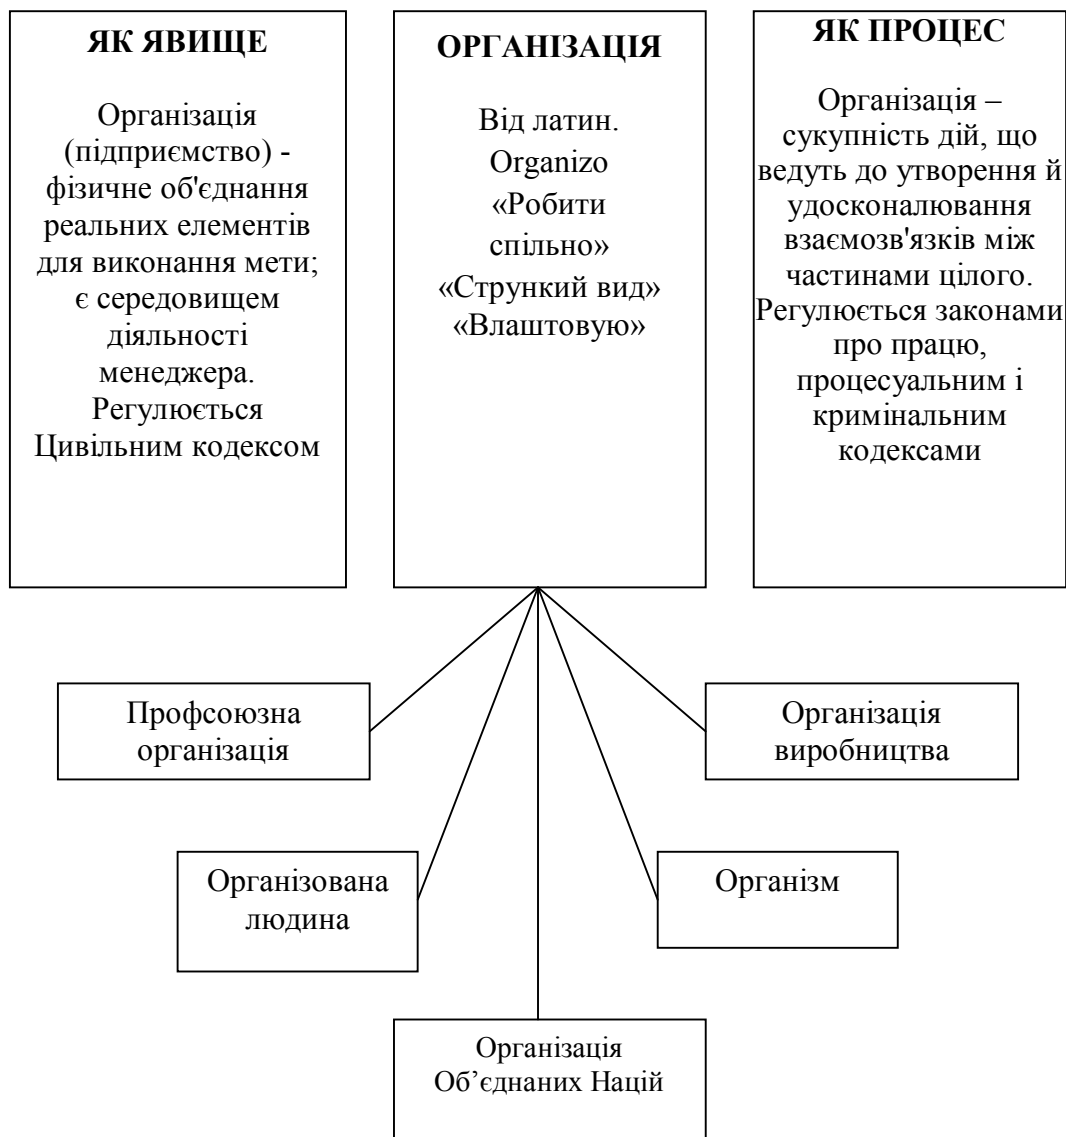 ЯК ЯВИЩЕ
Організація
(підприємство) -
фізичне об'єднання
реальних елементів
для виконання мети;
є середовищем
діяльності
менеджера.
Регулюється
Цивільним кодексом
ОРГАНІЗАЦІЯ
Від латин.
Organizo
«Робити
спільно»
«Стрункий вид»
«Влаштовую»
ЯК ПРОЦЕС
Організація –
сукупність дій, що
ведуть до утворення й
удосконалювання
взаємозв'язків між
частинами цілого.
Регулюється законами
про працю,
процесуальним і
кримінальним
кодексами
Профсоюзна
організація
Організація
виробництва
Організована
людина
Організм
Організація
Об’єднаних Націй